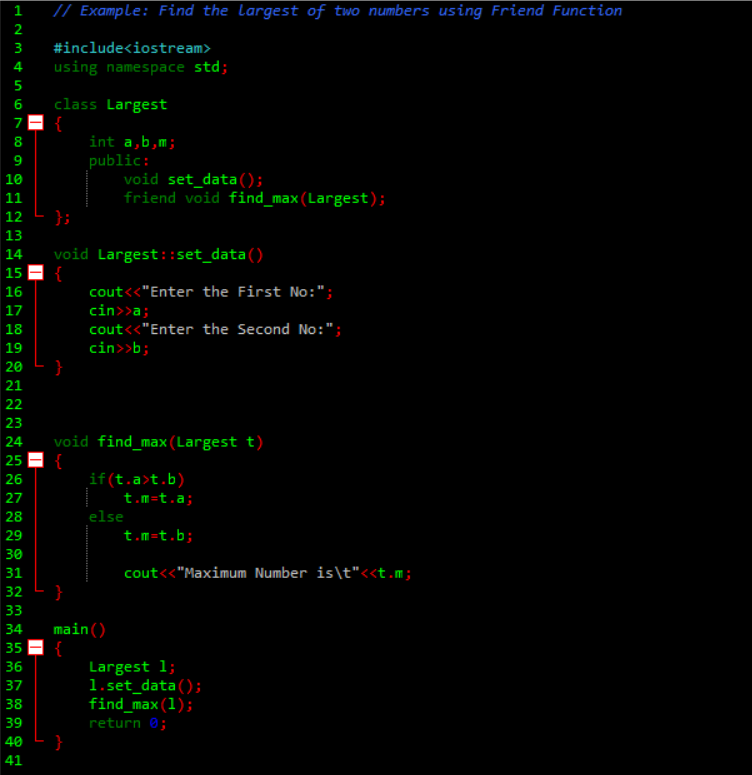 1 // Example: Find the largest of two numbers using Friend Function
2
3 #include<iostream>
4 using namespace std;
5
6 class Largest
7 {
8     int a,b,m;
9     public:
10         void set_data();
11         friend void find_max(Largest);
12 };
13
14 void Largest::set_data()
15 {
16     cout<<"Enter the First No:";
17     cin>>a;
18     cout<<"Enter the Second No:";
19     cin>>b;
20 }
21
22
23
24 void find_max(Largest t)
25 {
26     if(t.a>t.b)
27         t.m=t.a;
28     else
29         t.m=t.b;
30
31         cout<<"Maximum Number is\t"<<t.m;
32 }
33
34 main()
35 {
36     Largest l;
37     l.set_data();
38     find_max(l);
39     return 0;
40 }
41